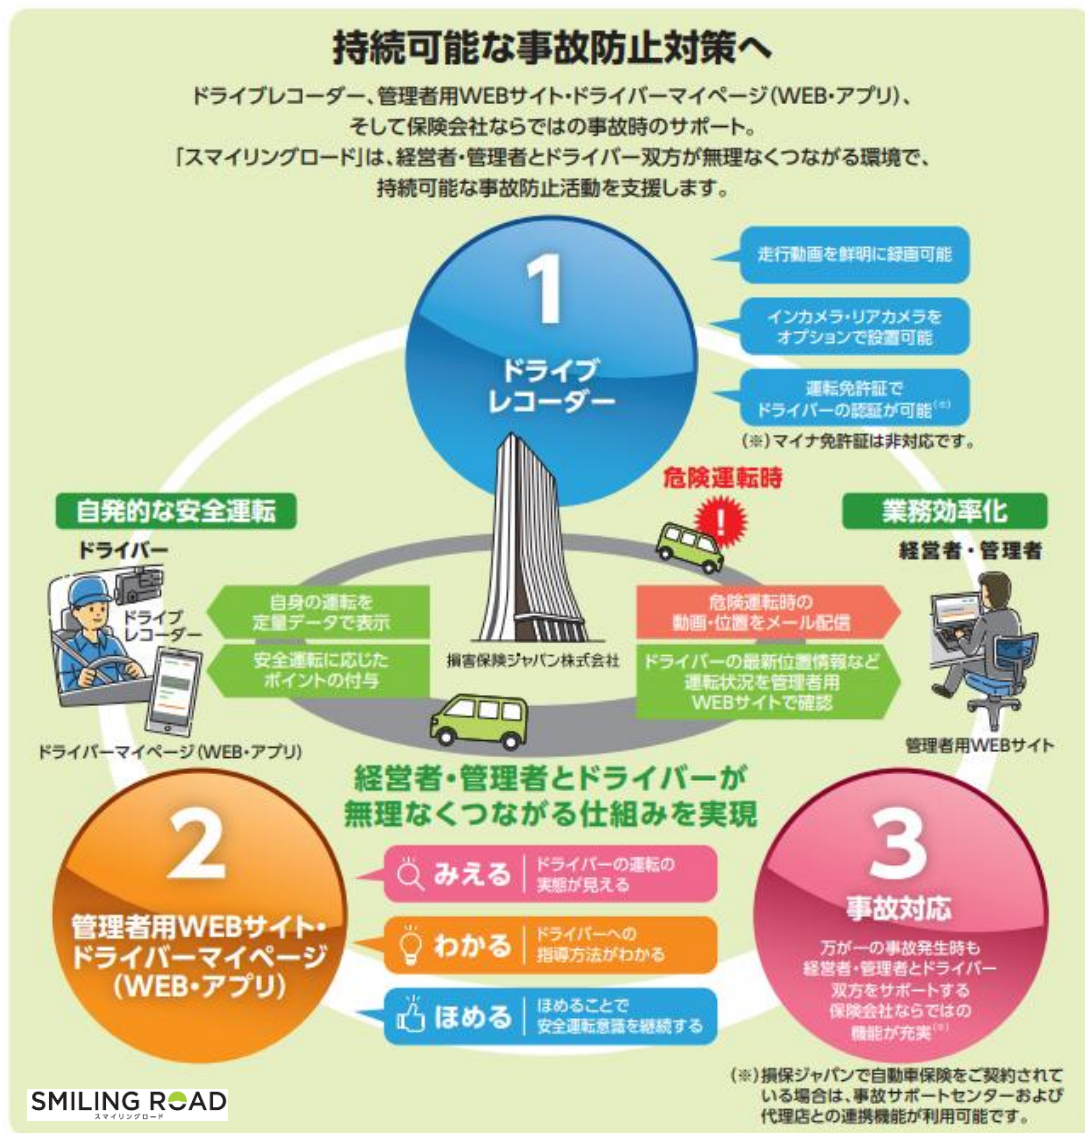 持続可能な事故防止対策へ
ドライブレコーダー、管理者用WEBサイト・ドライバーマイページ(WEB・アプリ)、
そして保険会社ならではの事故時のサポート。
「スマイリングロード」は、経営者・管理者とドライバー双方が無理なくつながる環境で、
持続可能な事故防止活動を支援します。
1
ドライブ
レコーダー
走行動画を鮮明に録画可能
インカメラ・リアカメラを
オプションで設置可能
運転免許証で
ドライバーの認証が可能(※)
(※)マイナ免許証は非対応です。
危険運転時
!
自発的な安全運転
ドライバー
ドライブ
レコーダー
自身の運転を
定量データで表示
安全運転に応じた
ポイントの付与
ドライバーマイページ(WEB・アプリ)
損害保険ジャパン株式会社
業務効率化
経営者・管理者
危険運転時の
動画・位置をメール配信
ドライバーの最新位置情報など
運転状況を管理者用
WEBサイトで確認
管理者用WEBサイト
経営者・管理者とドライバーが
無理なくつながる仕組みを実現
2
管理者用WEBサイト・
ドライバーマイページ
(WEB・アプリ)
みえる
ドライバーの運転の
実態が見える
わかる
ドライバーへの
指導方法がわかる
ほめる
ほめることで
安全運転意識を継続する
3
事故対応
万が一の事故発生時も
経営者・管理者とドライバー
双方をサポートする
保険会社ならではの
機能が充実(※)
(※)損保ジャパンで自動車保険をご契約されて
いる場合は、事故サポートセンターおよび
代理店との連携機能が利用可能です。
SMILING ROAD
スマイリングロード